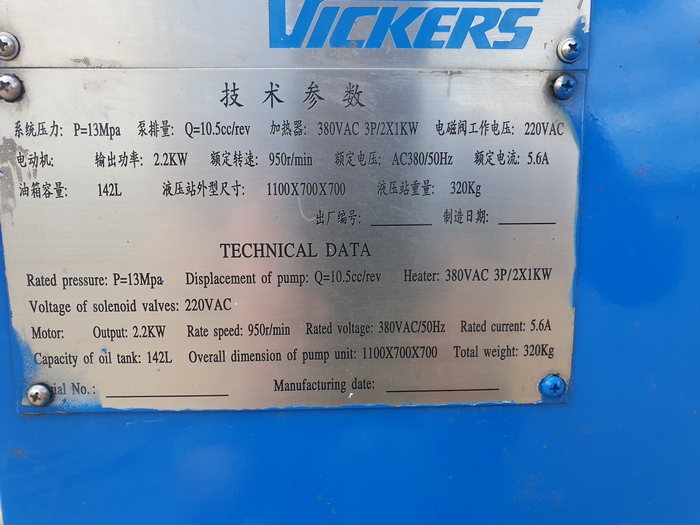 VICKERS
技术参数
系统压力: P=13Mpa 泵排量: Q=10.5cc/rev 加热器: 380VAC 3P/2X1KW 电磁阀工作电压: 220VAC
电动机: 输出功率: 2.2KW 额定转速: 950r/min 额定电压: AC380/50Hz 额定电流: 5.6A
油箱容量: 142L 液压站外型尺寸: 1100X700X700 液压站重量: 320Kg
出厂编号: 制造日期:
TECHNICAL DATA
Rated pressure: P=13Mpa Displacement of pump: Q=10.5cc/rev Heater: 380VAC 3P/2X1KW
Voltage of solenoid valves: 220VAC
Motor: Output: 2.2KW Rate speed: 950r/min Rated voltage: 380VAC/50Hz Rated current: 5.6A
Capacity of oil tank: 142L Overall dimension of pump unit: 1100X700X700 Total weight: 320Kg
No.: Manufacturing date: